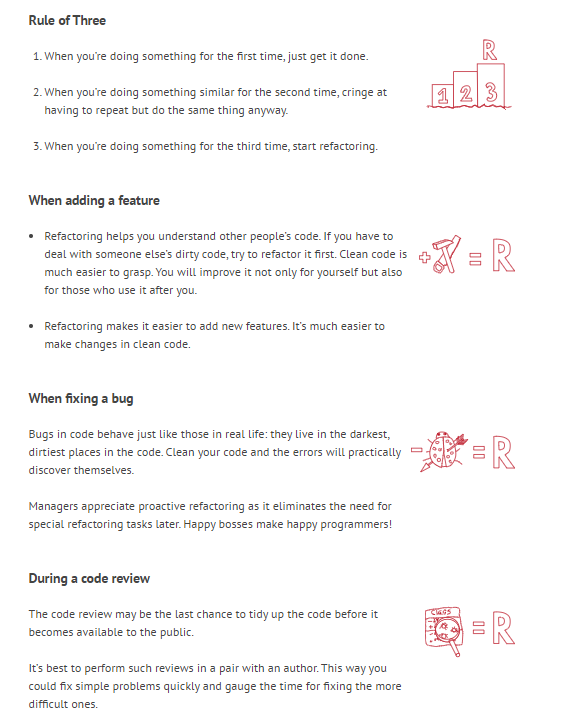 Rule of Three
1. When you're doing something for the first time, just get it done.
2. When you're doing something similar for the second time, cringe at
having to repeat but do the same thing anyway.
3. When you're doing something for the third time, start refactoring.
R
1 2 3
When adding a feature
• Refactoring helps you understand other people's code. If you have to
deal with someone else's dirty code, try to refactor it first. Clean code is
much easier to grasp. You will improve it not only for yourself but also
for those who use it after you.
• Refactoring makes it easier to add new features. It's much easier to
make changes in clean code.
+ = R
When fixing a bug
Bugs in code behave just like those in real life: they live in the darkest,
dirtiest places in the code. Clean your code and the errors will practically
discover themselves.
Managers appreciate proactive refactoring as it eliminates the need for
special refactoring tasks later. Happy bosses make happy programmers!
- = R
During a code review
The code review may be the last chance to tidy up the code before it
becomes available to the public.
It's best to perform such reviews in a pair with an author. This way you
could fix simple problems quickly and gauge the time for fixing the more
difficult ones.
CLASS
= R